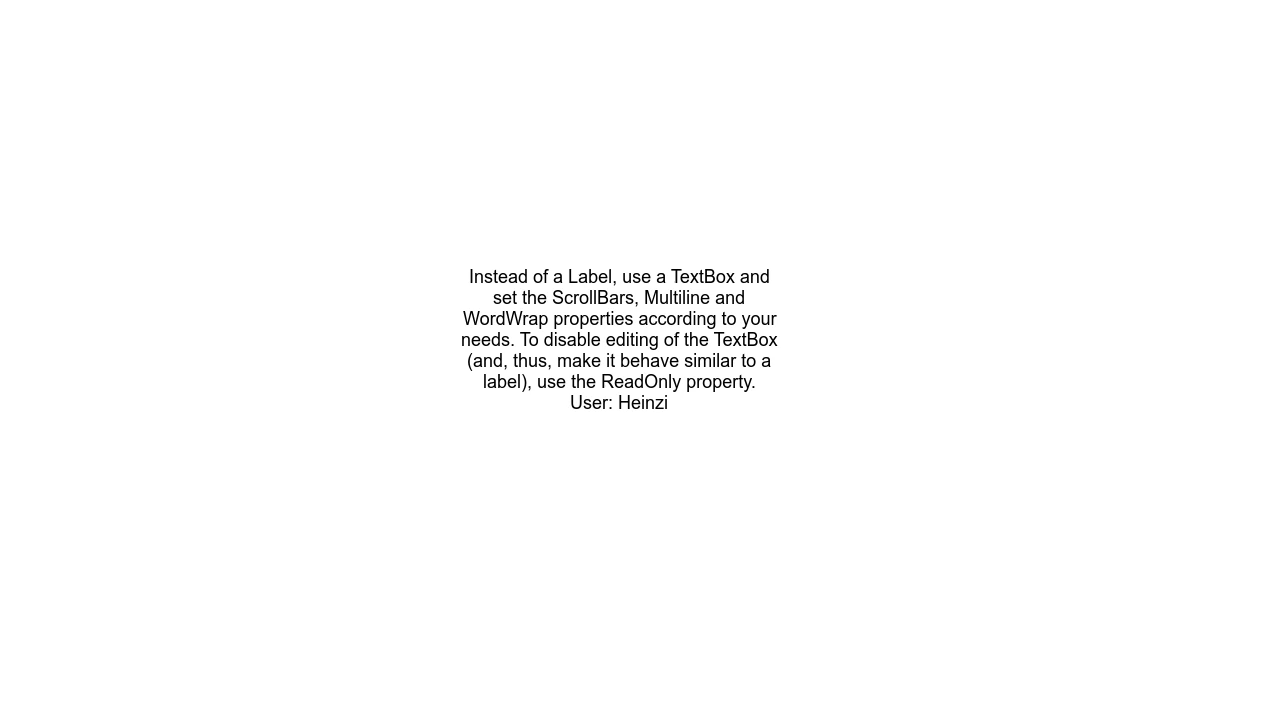 Instead of a Label, use a TextBox and
set the ScrollBars, Multiline and
WordWrap properties according to your
needs. To disable editing of the TextBox
(and, thus, make it behave similar to a
label), use the ReadOnly property.
User: Heinzi